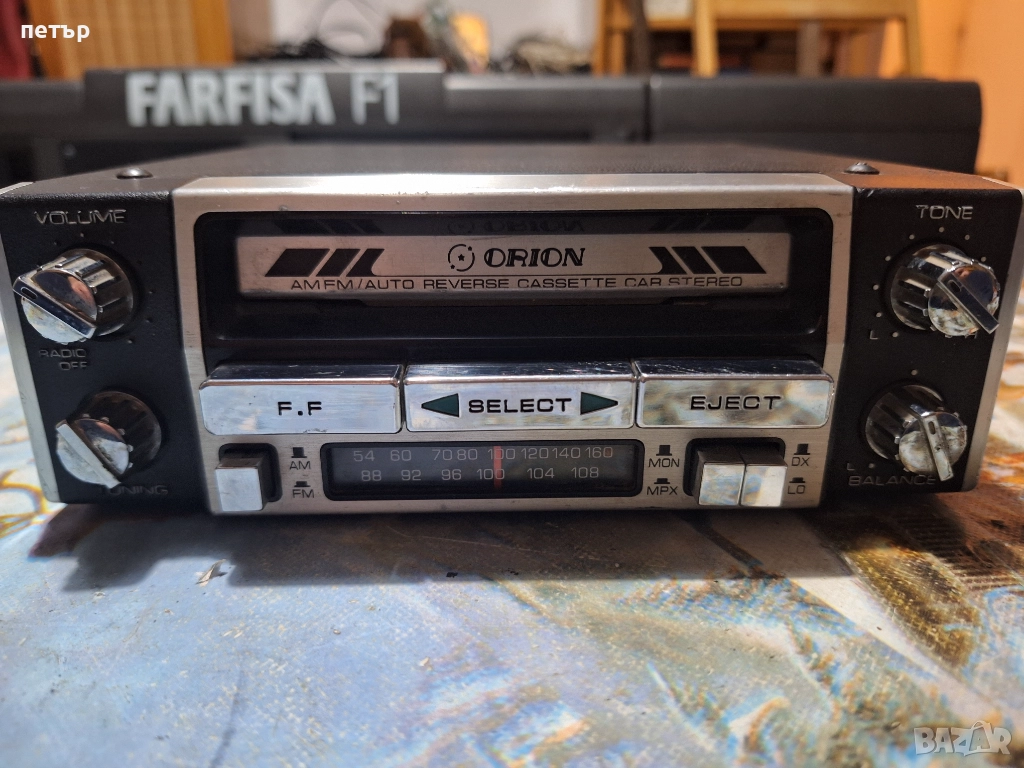 петър
FARFISA F1
VOLUME
TONE
ORION
AM FM/AUTO REVERSE CASSETTE CAR STEREO
RADIO
OFF
L
F.F
SELECT
EJECT
AM
54 60 70 80 100 120 140 160
MON
DX
FM
88 92 96 100 104 108
MPX
LO
TUNING
L
BALANCE
BAZAR